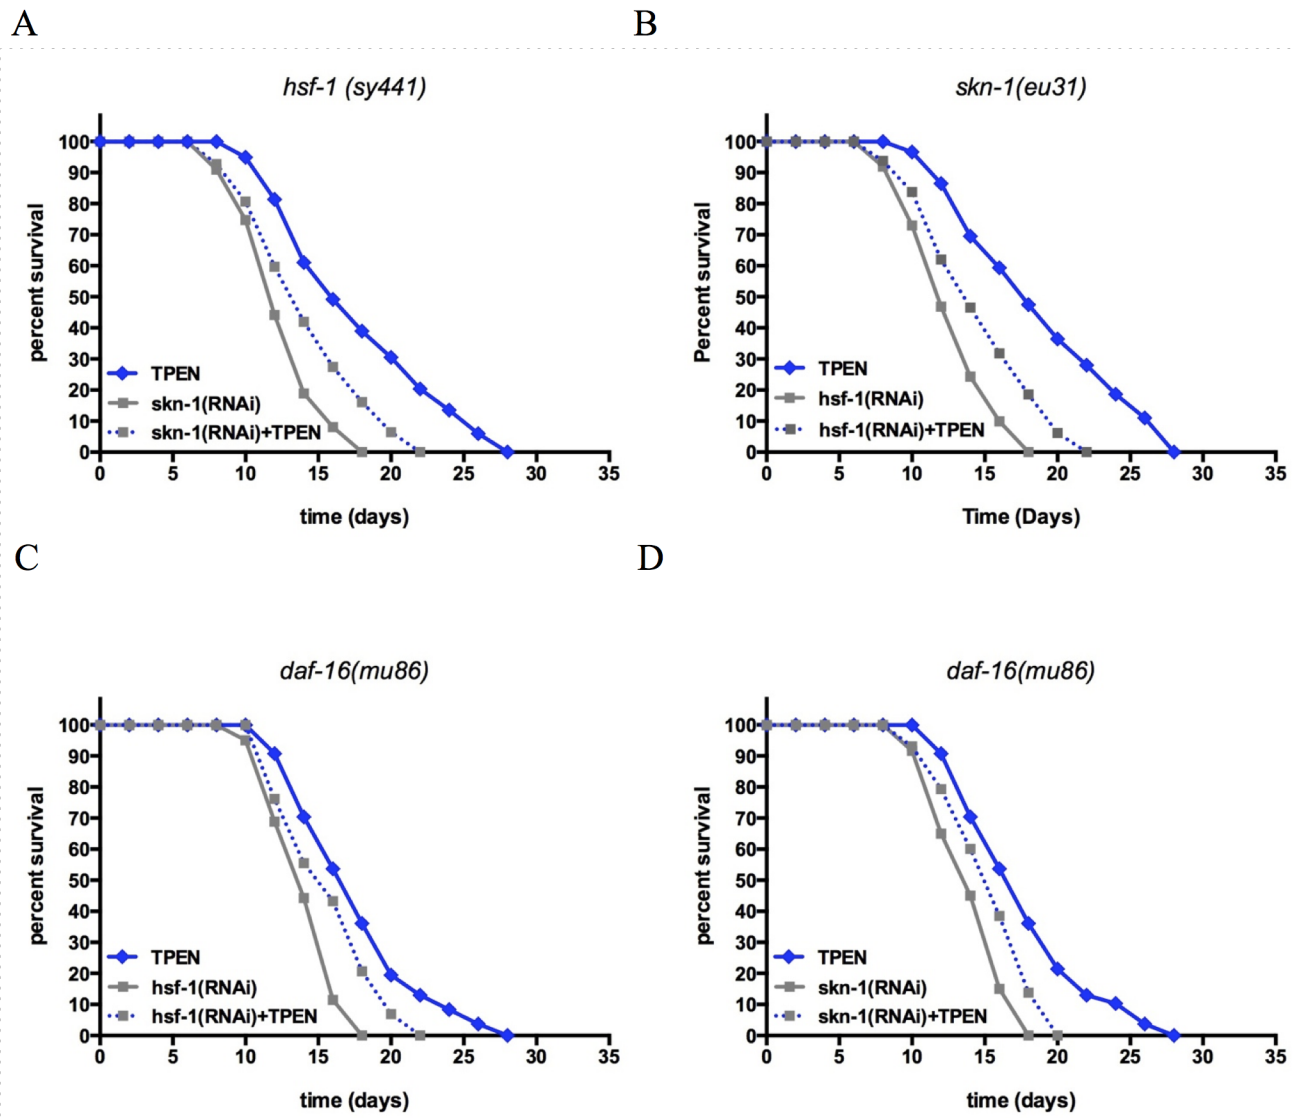 A
hsf-1 (sy441)
100
90
80
70
60
50
40
30
20
10
0
percent survival
TPEN
skn-1(RNAi)
skn-1(RNAi)+TPEN
0 5 10 15 20 25 30 35
time (days)
B
skn-1(eu31)
100
90
80
70
60
50
40
30
20
10
0
Percent survival
TPEN
hsf-1(RNAi)
hsf-1(RNAi)+TPEN
0 5 10 15 20 25 30 35
Time (Days)
C
daf-16(mu86)
100
90
80
70
60
50
40
30
20
10
0
percent survival
TPEN
hsf-1(RNAi)
hsf-1(RNAi)+TPEN
0 5 10 15 20 25 30 35
time (days)
D
daf-16(mu86)
100
90
80
70
60
50
40
30
20
10
0
percent survival
TPEN
skn-1(RNAi)
skn-1(RNAi)+TPEN
0 5 10 15 20 25 30 35
time (days)